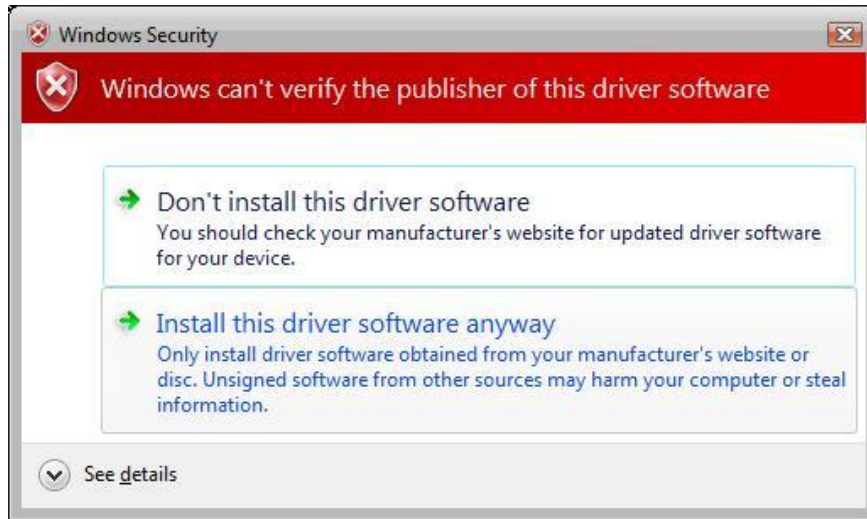 Windows Security
Windows can't verify the publisher of this driver software
Don't install this driver software
You should check your manufacturer's website for updated driver software
for your device.
Install this driver software anyway
Only install driver software obtained from your manufacturer's website or
disc. Unsigned software from other sources may harm your computer or steal
information.
See details